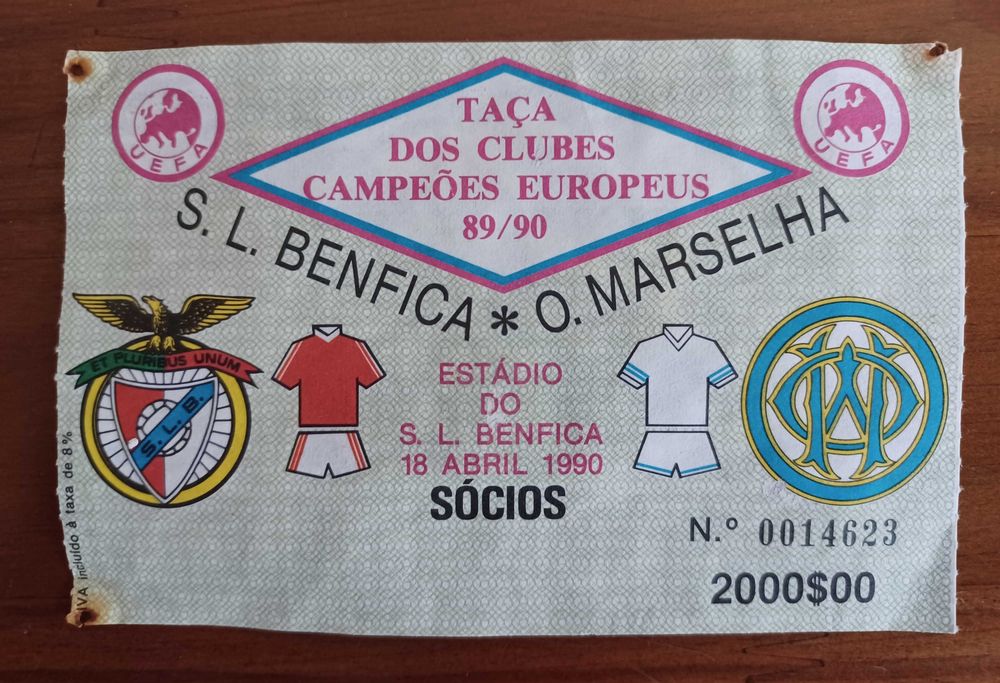 TAÇA
DOS CLUBES
CAMPEÕES EUROPEUS
89/90
UEFA
UEFA
S. L. BENFICA * O. MARSELHA
ET PLURIBUS UNUM
S. L. B.
ESTÁDIO
DO
S. L. BENFICA
18 ABRIL 1990
SÓCIOS
N.º 0014623
2000$00
IVA incluído à taxa de 8%